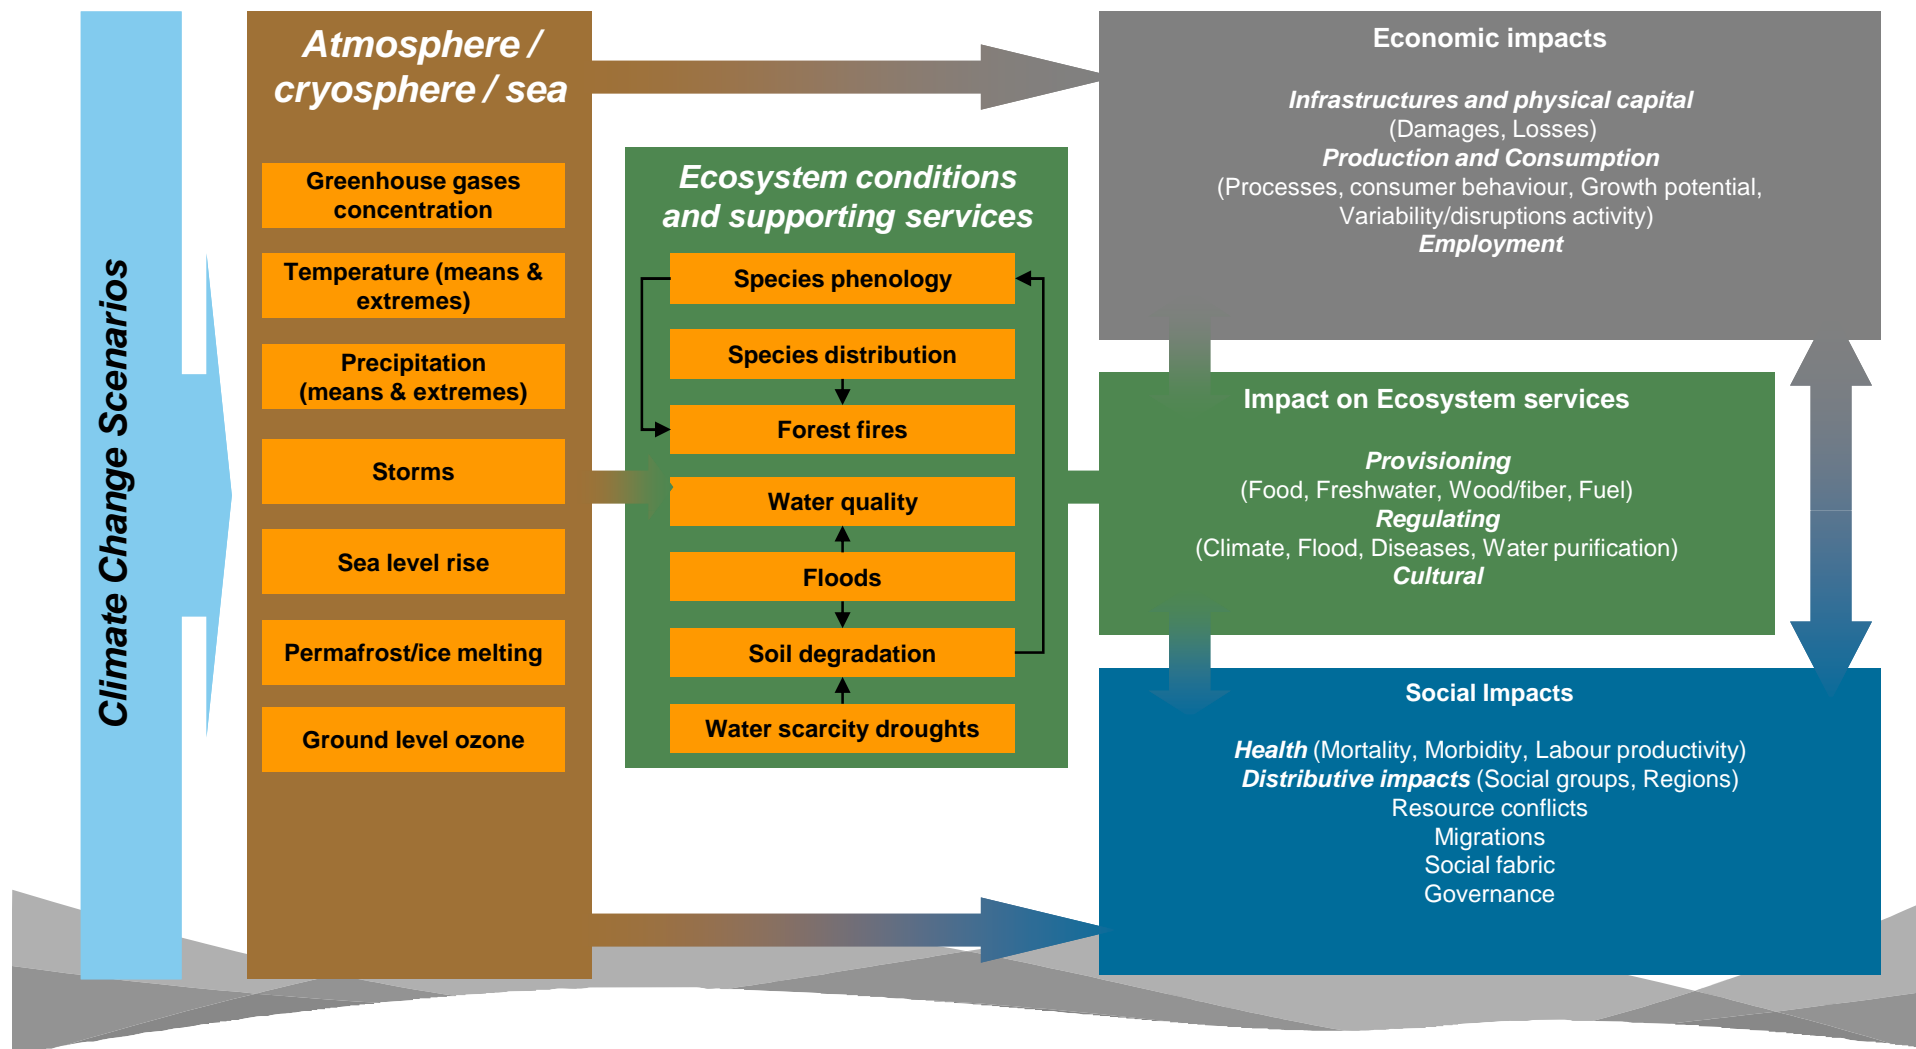 Climate Change Scenarios
Atmosphere /
cryosphere / sea
Greenhouse gases
concentration
Temperature (means &
extremes)
Precipitation
(means & extremes)
Storms
Sea level rise
Permafrost/ice melting
Ground level ozone
Ecosystem conditions
and supporting services
Species phenology
Species distribution
Forest fires
Water quality
Floods
Soil degradation
Water scarcity droughts
Economic impacts
Infrastructures and physical capital
(Damages, Losses)
Production and Consumption
(Processes, consumer behaviour, Growth potential,
Variability/disruptions activity)
Employment
Impact on Ecosystem services
Provisioning
(Food, Freshwater, Wood/fiber, Fuel)
Regulating
(Climate, Flood, Diseases, Water purification)
Cultural
Social Impacts
Health (Mortality, Morbidity, Labour productivity)
Distributive impacts (Social groups, Regions)
Resource conflicts
Migrations
Social fabric
Governance